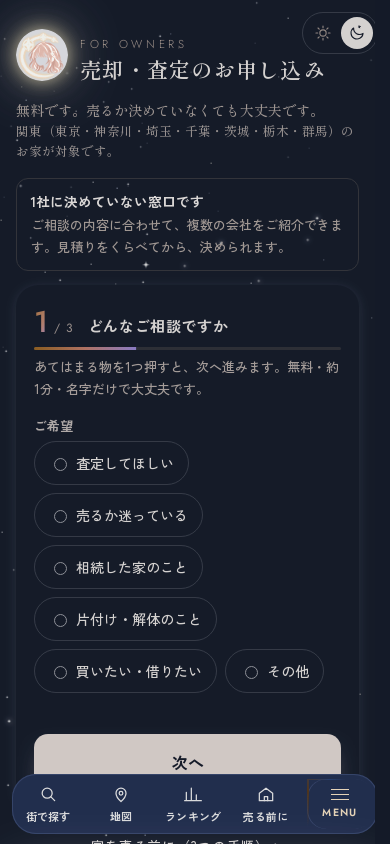 FOR OWNERS
売却・査定のお申し込み
無料です。売るか決めていなくても大丈夫です。
関東（東京・神奈川・埼玉・千葉・茨城・栃木・群馬）の
お家が対象です。
1社に決めていない窓口です
ご相談の内容に合わせて、複数の会社をご紹介できま
す。見積りをくらべてから、決められます。
1 / 3 どんなご相談ですか
あてはまる物を1つ押すと、次へ進みます。無料・約
1分・名字だけで大丈夫です。
ご希望
査定してほしい
売るか迷っている
相続した家のこと
片付け・解体のこと
買いたい・借りたい その他
次へ
街で探す 地図 ランキング 売る前に MENU